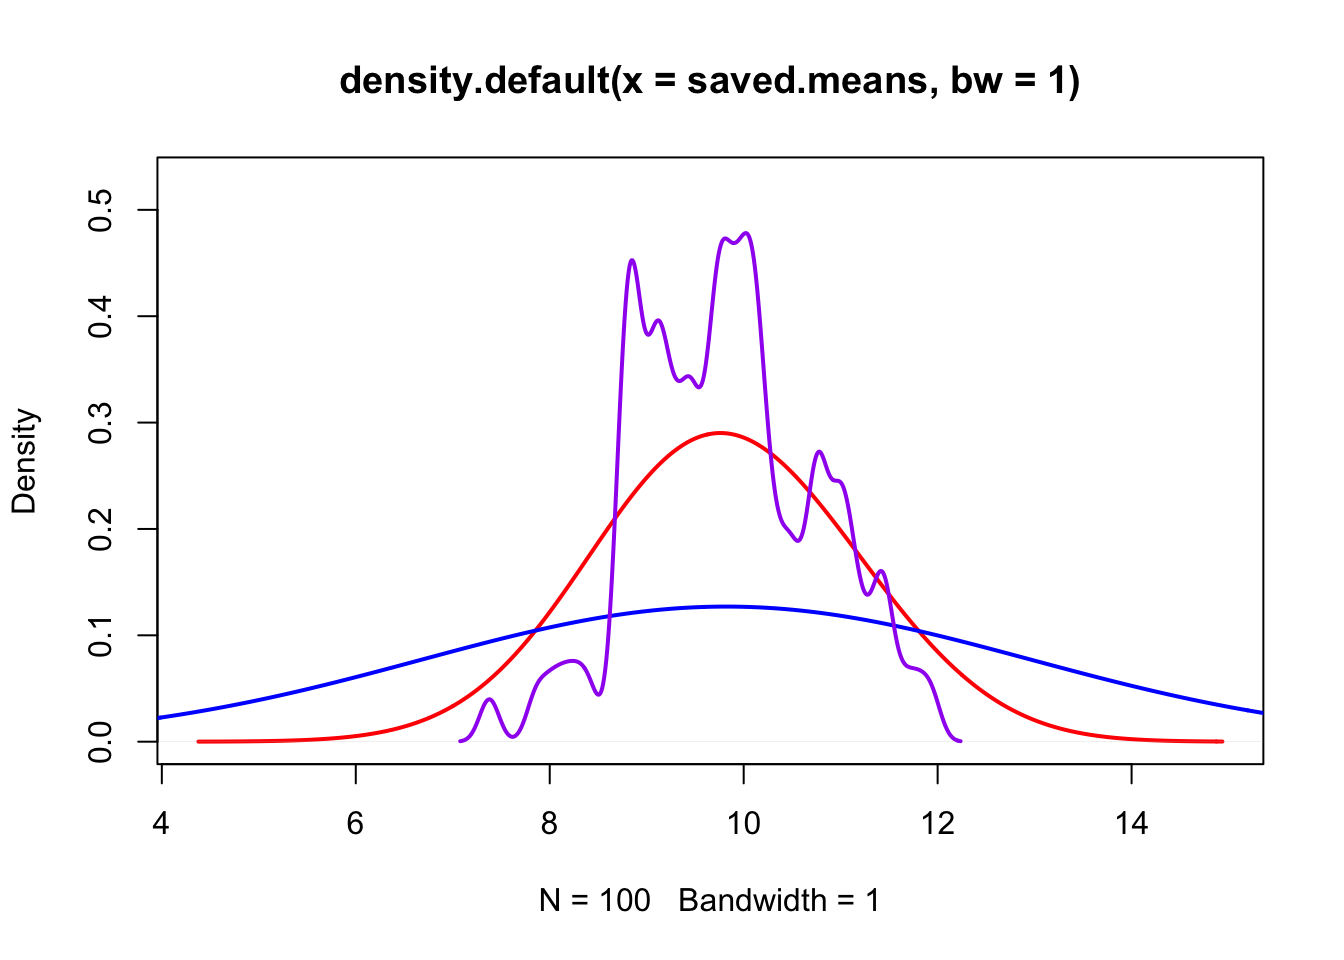 density.default(x = saved.means, bw = 1)
Density
0.5
0.4
0.3
0.2
0.1
0.0
4 6 8 10 12 14
N = 100 Bandwidth = 1